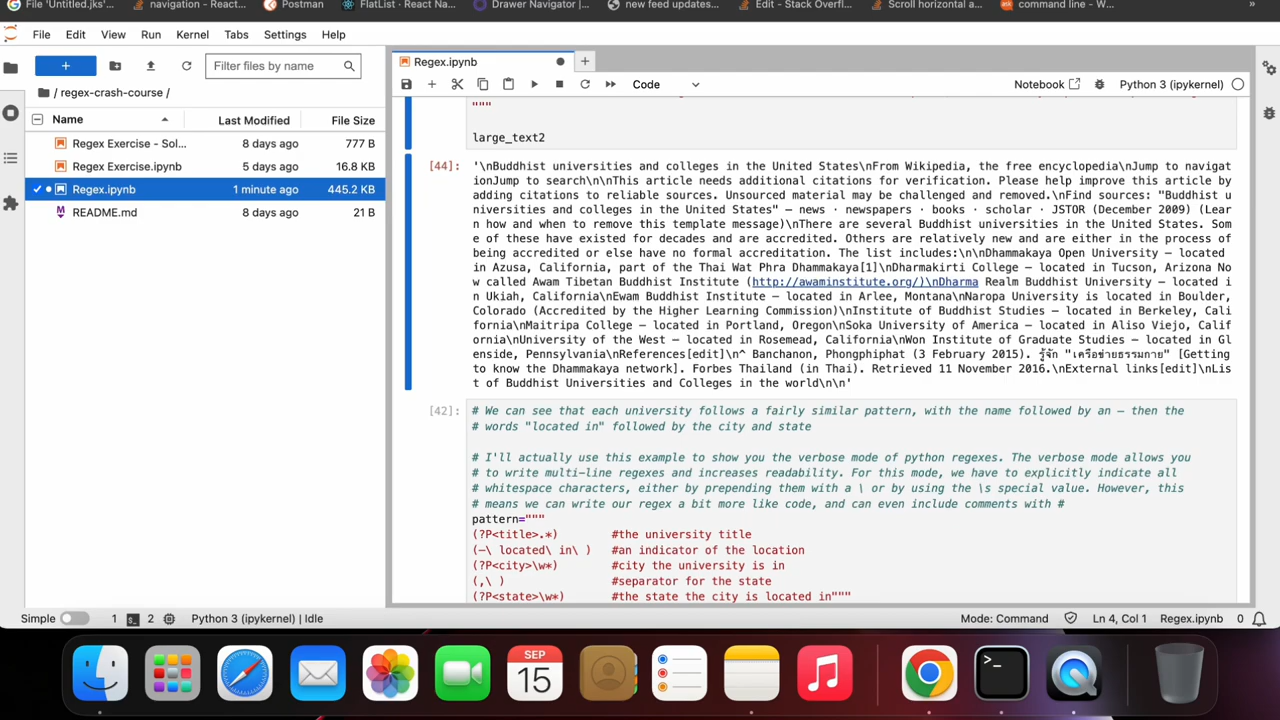 File 'Untitled.jks'
navigation - React...
Postman
FlatList · React Na...
Drawer Navigator |...
new feed updates...
Edit - Stack Overfl...
Scroll horizontal a...
command line - W...
»
File Edit View Run Kernel Tabs Settings Help
+
Filter files by name
/ regex-crash-course /
Name Last Modified File Size
Regex Exercise - Sol... 8 days ago 777 B
Regex Exercise.ipynb 5 days ago 16.8 KB
Regex.ipynb 1 minute ago 445.2 KB
README.md 8 days ago 21 B
Regex.ipynb
+
Code
Notebook
Python 3 (ipykernel)
"""
large_text2
[44]:
'\nBuddhist universities and colleges in the United States\nFrom Wikipedia, the free encyclopedia\nJump to navigat
ionJump to search\n\nThis article needs additional citations for verification. Please help improve this article by
adding citations to reliable sources. Unsourced material may be challenged and removed.\nFind sources: "Buddhist u
niversities and colleges in the United States" – news · newspapers · books · scholar · JSTOR (December 2009) (Lear
n how and when to remove this template message)\nThere are several Buddhist universities in the United States. Som
e of these have existed for decades and are accredited. Others are relatively new and are either in the process of
being accredited or else have no formal accreditation. The list includes:\n\nDhammakaya Open University – located
in Azusa, California, part of the Thai Wat Phra Dhammakaya[1]\nDharmakirti College – located in Tucson, Arizona No
w called Awam Tibetan Buddhist Institute (http://awaminstitute.org/)\nDharma Realm Buddhist University – located i
n Ukiah, California\nEwam Buddhist Institute – located in Arlee, Montana\nNaropa University is located in Boulder,
Colorado (Accredited by the Higher Learning Commission)\nInstitute of Buddhist Studies – located in Berkeley, Cali
fornia\nMaitripa College – located in Portland, Oregon\nSoka University of America – located in Aliso Viejo, Calif
ornia\nUniversity of the West – located in Rosemead, California\nWon Institute of Graduate Studies – located in Gl
enside, Pennsylvania\nReferences[edit]\n^ Banchanon, Phongphiphat (3 February 2015). รู้จัก "เครือข่ายธรรมกาย" [Getting
to know the Dhammakaya network]. Forbes Thailand (in Thai). Retrieved 11 November 2016.\nExternal links[edit]\nLis
t of Buddhist Universities and Colleges in the world\n\n'
[42]:
# We can see that each university follows a fairly similar pattern, with the name followed by an – then the
# words "located in" followed by the city and state
# I'll actually use this example to show you the verbose mode of python regexes. The verbose mode allows you
# to write multi-line regexes and increases readability. For this mode, we have to explicitly indicate all
# whitespace characters, either by prepending them with a \ or by using the \s special value. However, this
# means we can write our regex a bit more like code, and can even include comments with #
pattern="""
(?P<title>.*) #the university title
(–\ located\ in\ ) #an indicator of the location
(?P<city>\w*) #city the university is in
(,\ ) #separator for the state
(?P<state>\w*) #the state the city is located in"""
Simple 1 2 Python 3 (ipykernel) | Idle
Mode: Command Ln 4, Col 1 Regex.ipynb 0
SEP
15
>_